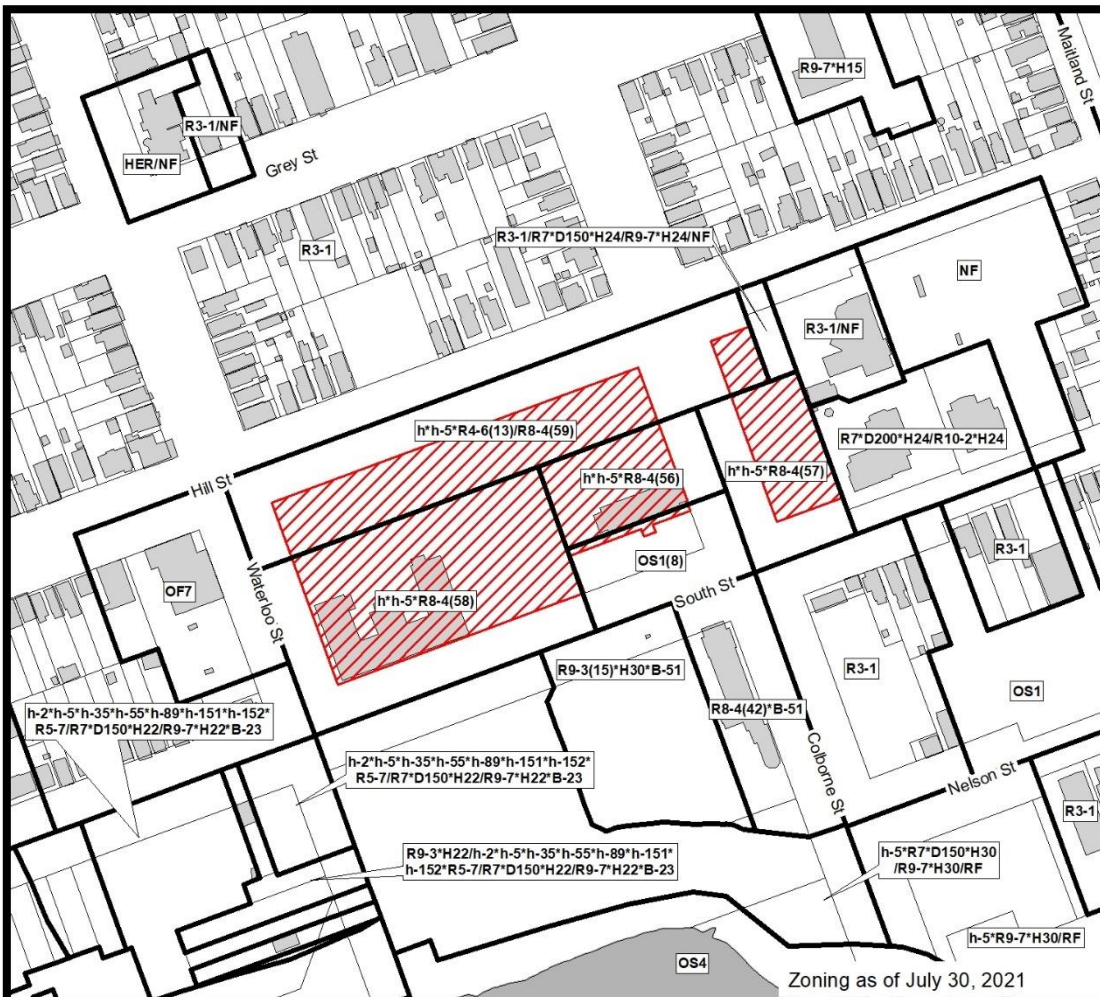 R9-7*H15
Maitland St
R3-1/NF
HER/NF
Grey St
R3-1/R7*D150*H24/R9-7*H24/NF
R3-1
NF
R3-1/NF
h*h-5*R4-6(13)/R8-4(59)
R7*D200*H24/R10-2*H24
h*h-5*R8-4(56)
h*h-5*R8-4(57)
Hill St
R3-1
OS1(8)
OF7
Waterloo St
h*h-5*R8-4(58)
South St
R9-3(15)*H30*B-51
R3-1
OS1
R8-4(42)*B-51
h-2*h-5*h-35*h-55*h-89*h-151*h-152*
R5-7/R7*D150*H22/R9-7*H22*B-23
h-2*h-5*h-35*h-55*h-89*h-151*h-152*
R5-7/R7*D150*H22/R9-7*H22*B-23
Colborne St
Nelson St
R3-1
R9-3*H22/h-2*h-5*h-35*h-55*h-89*h-151*
h-152*R5-7/R7*D150*H22/R9-7*H22*B-23
h-5*R7*D150*H30
/R9-7*H30/RF
h-5*R9-7*H30/RF
OS4
Zoning as of July 30, 2021